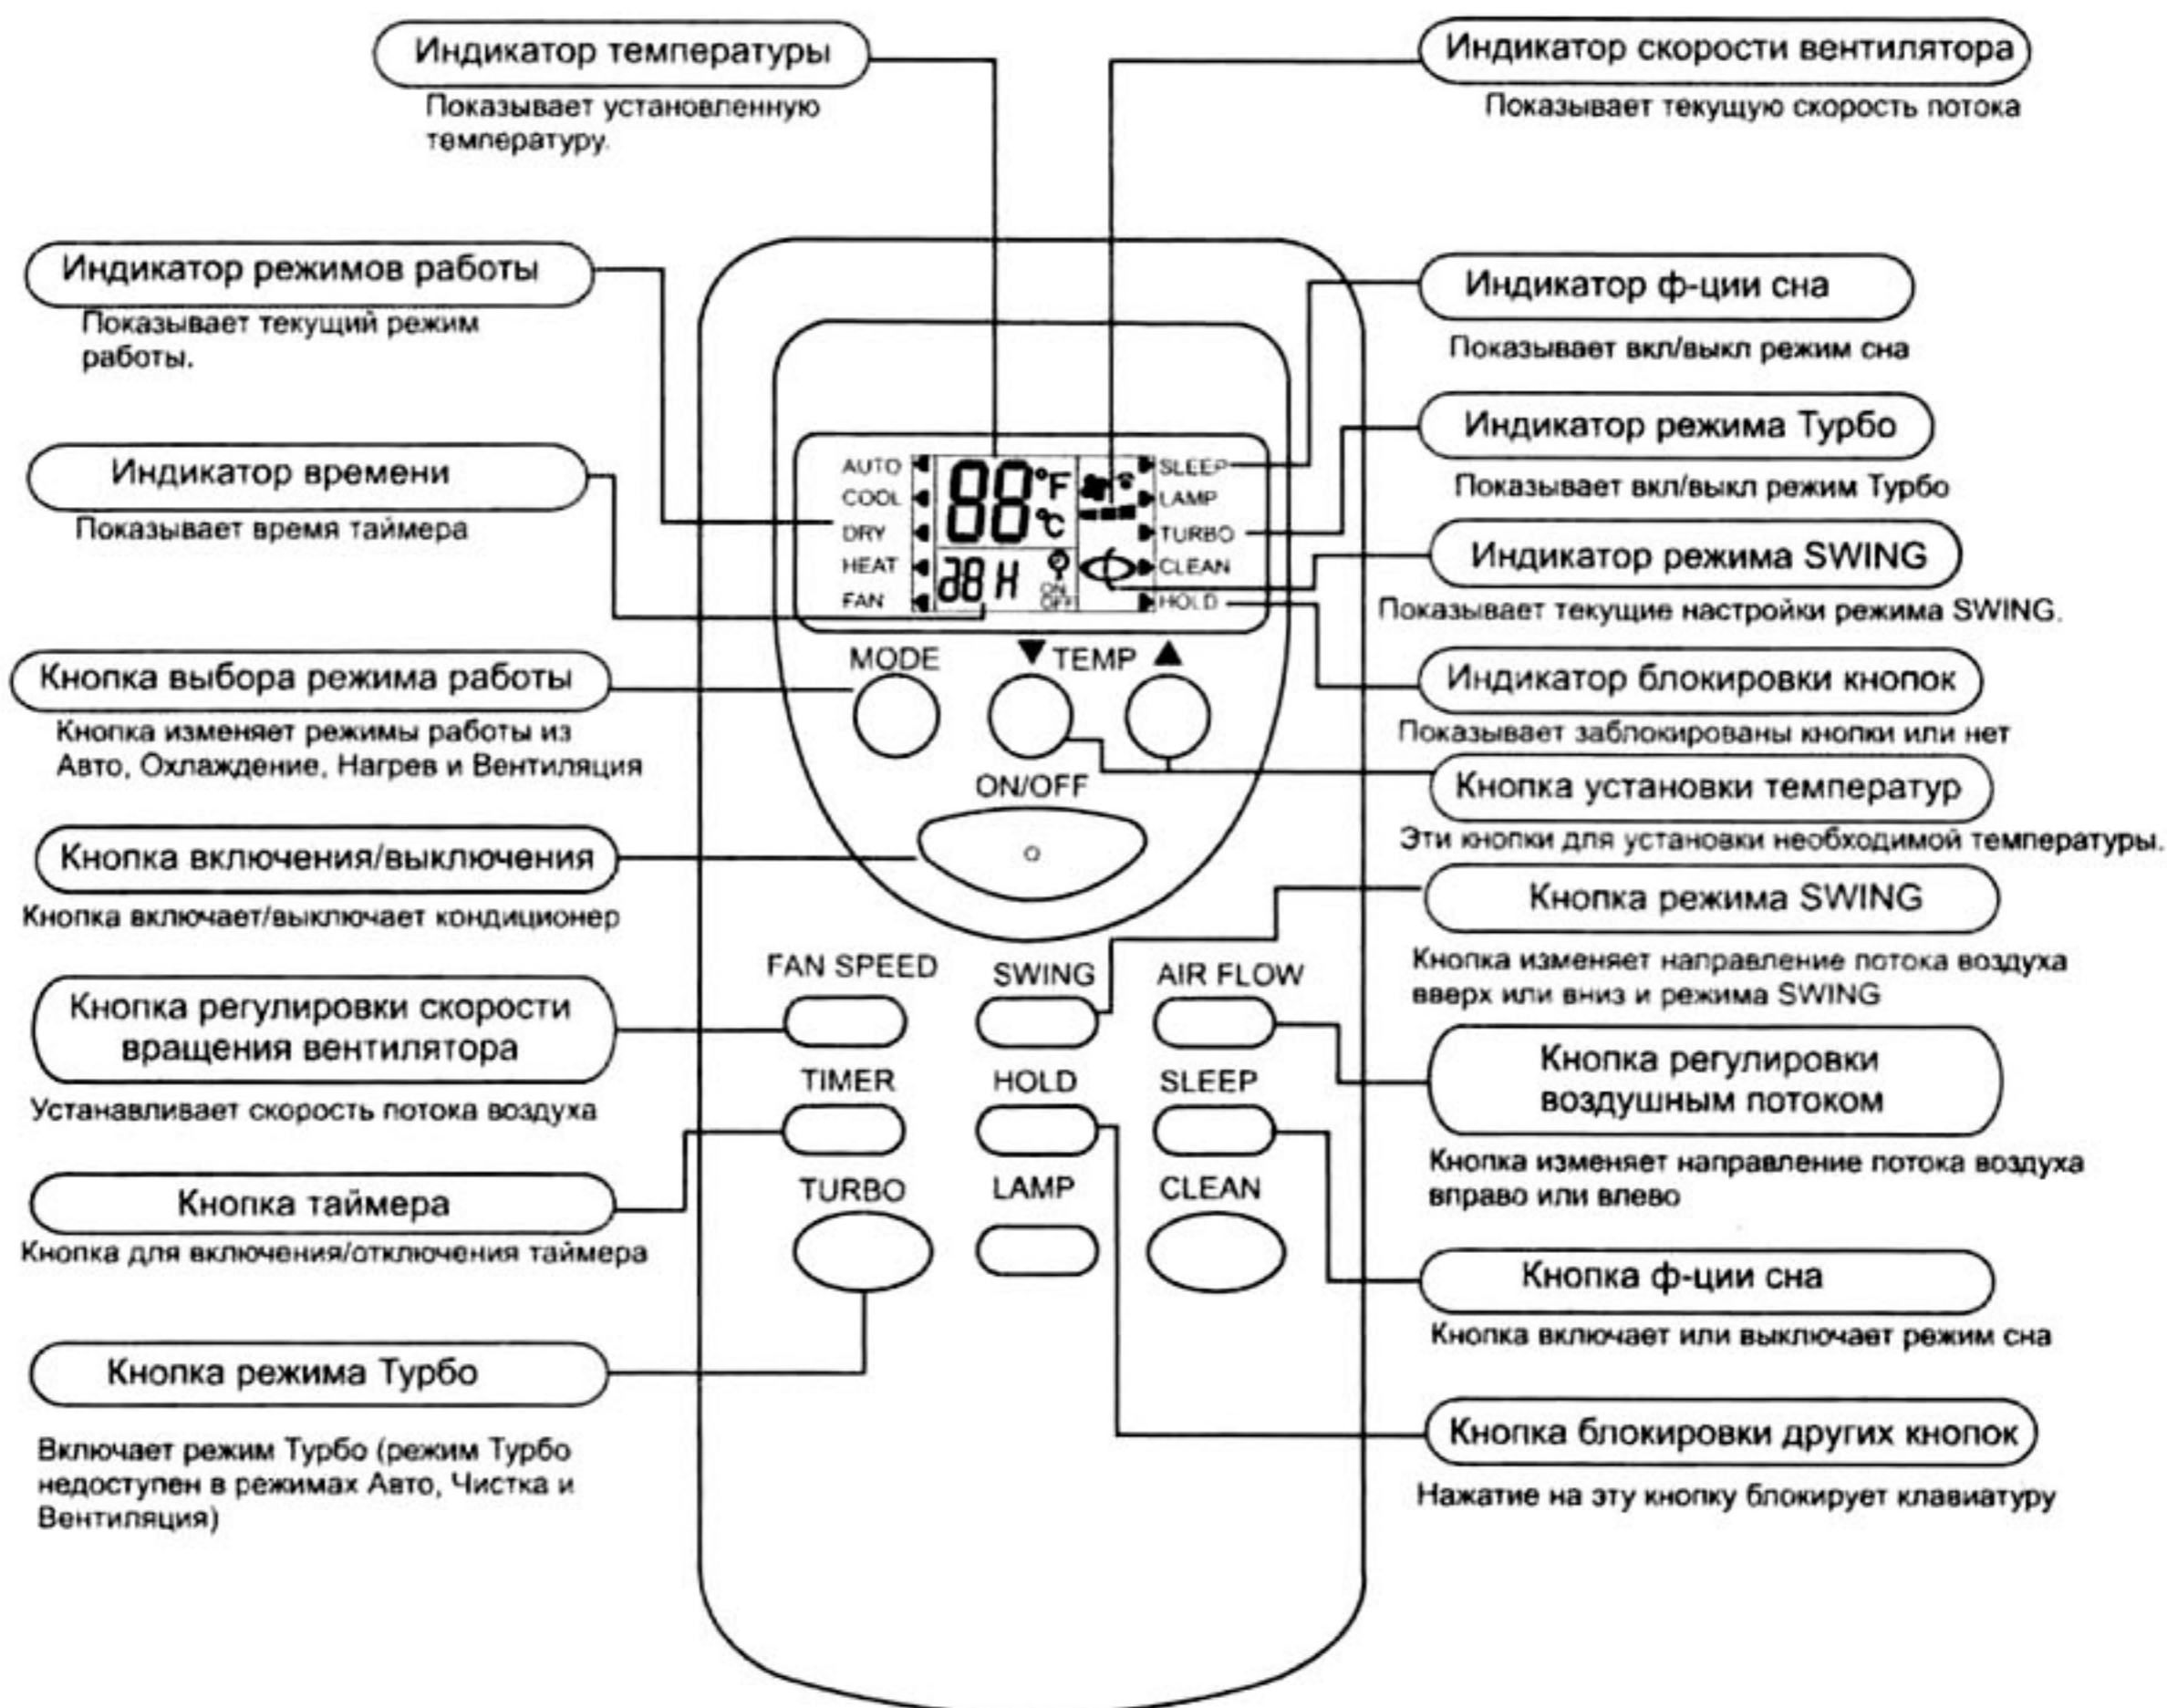 Индикатор температуры
Показывает установленную
температуру.
Индикатор скорости вентилятора
Показывает текущую скорость потока
Индикатор режимов работы
Показывает текущий режим
работы.
Индикатор времени
Показывает время таймера
Кнопка выбора режима работы
Кнопка изменяет режимы работы из
Авто, Охлаждение, Нагрев и Вентиляция
Кнопка включения/выключения
Кнопка включает/выключает кондиционер
Кнопка регулировки скорости
вращения вентилятора
Устанавливает скорость потока воздуха
Кнопка таймера
Кнопка для включения/отключения таймера
Кнопка режима Турбо
Включает режим Турбо (режим Турбо
недоступен в режимах Авто, Чистка и
Вентиляция)
AUTO
COOL
DRY
HEAT
FAN
88 °F
°C
88 H
ON
OFF
SLEEP
LAMP
TURBO
CLEAN
HOLD
MODE
▼ TEMP ▲
ON/OFF
FAN SPEED
SWING
AIR FLOW
TIMER
HOLD
SLEEP
TURBO
LAMP
CLEAN
Индикатор ф-ции сна
Показывает вкл/выкл режим сна
Индикатор режима Турбо
Показывает вкл/выкл режим Турбо
Индикатор режима SWING
Показывает текущие настройки режима SWING.
Индикатор блокировки кнопок
Показывает заблокированы кнопки или нет
Кнопка установки температур
Эти кнопки для установки необходимой температуры.
Кнопка режима SWING
Кнопка изменяет направление потока воздуха
вверх или вниз и режима SWING
Кнопка регулировки
воздушным потоком
Кнопка изменяет направление потока воздуха
вправо или влево
Кнопка ф-ции сна
Кнопка включает или выключает режим сна
Кнопка блокировки других кнопок
Нажатие на эту кнопку блокирует клавиатуру